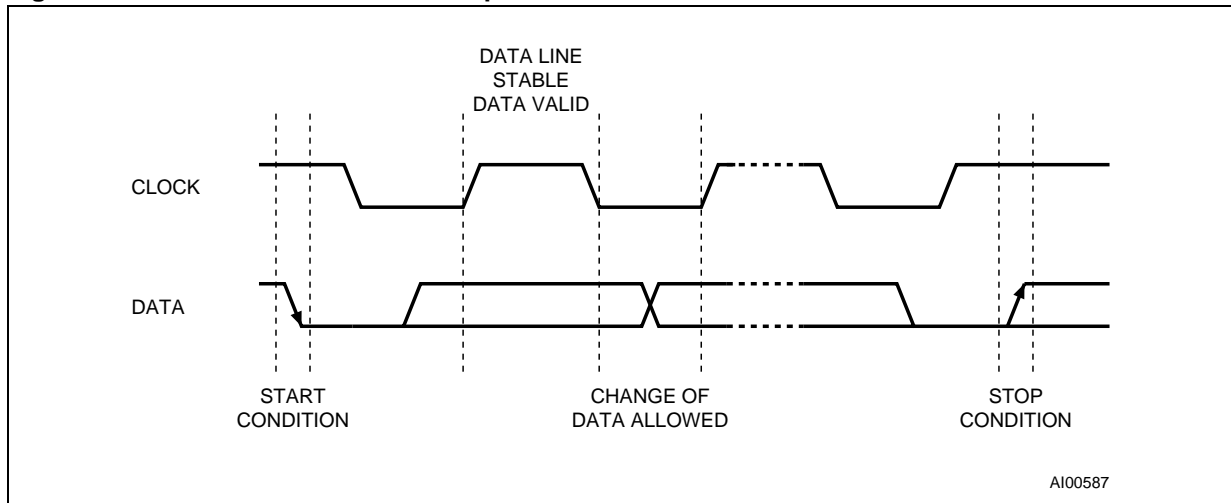 DATA LINE
STABLE
DATA VALID
CLOCK
DATA
START
CONDITION
CHANGE OF
DATA ALLOWED
STOP
CONDITION
AI00587